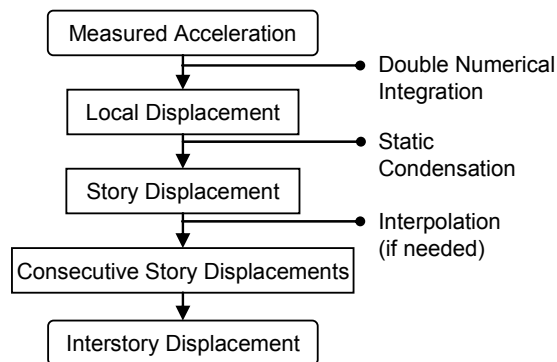 Measured Acceleration
Double Numerical
Integration
Local Displacement
Static
Condensation
Story Displacement
Interpolation
(if needed)
Consecutive Story Displacements
Interstory Displacement